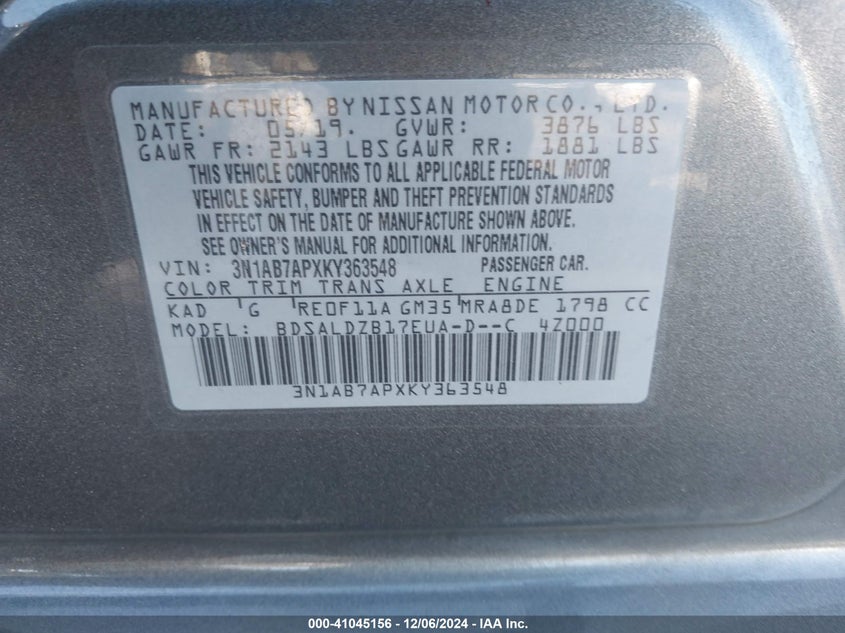 MANUFACTURED BY NISSAN MOTOR CO., LTD.
DATE: 05/19. GVWR: 3876 LBS
GAWR FR: 2143 LBS GAWR RR: 1881 LBS
THIS VEHICLE CONFORMS TO ALL APPLICABLE FEDERAL MOTOR
VEHICLE SAFETY, BUMPER AND THEFT PREVENTION STANDARDS
IN EFFECT ON THE DATE OF MANUFACTURE SHOWN ABOVE.
SEE OWNER'S MANUAL FOR ADDITIONAL INFORMATION.
VIN: 3N1AB7APXKY363548 PASSENGER CAR.
COLOR TRIM TRANS AXLE ENGINE
KAD G RE0F11A GM35 MRA8DE 1798 CC
MODEL: BDSALDZB17EUA-D--C 4Z000
3N1AB7APXKY363548
000-41045156 - 12/06/2024 - IAA Inc.